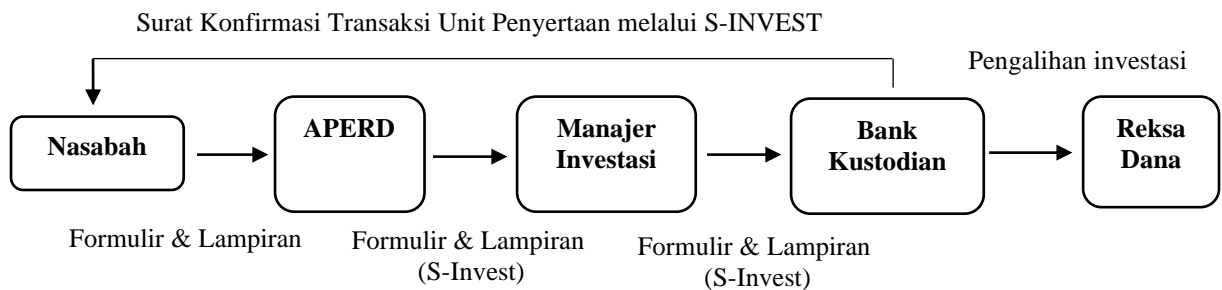 Surat Konfirmasi Transaksi Unit Penyertaan melalui S-INVEST
Pengalihan investasi
Nasabah
APERD
Manajer
Investasi
Bank
Kustodian
Reksa
Dana
Formulir & Lampiran
Formulir & Lampiran
(S-Invest)
Formulir & Lampiran
(S-Invest)